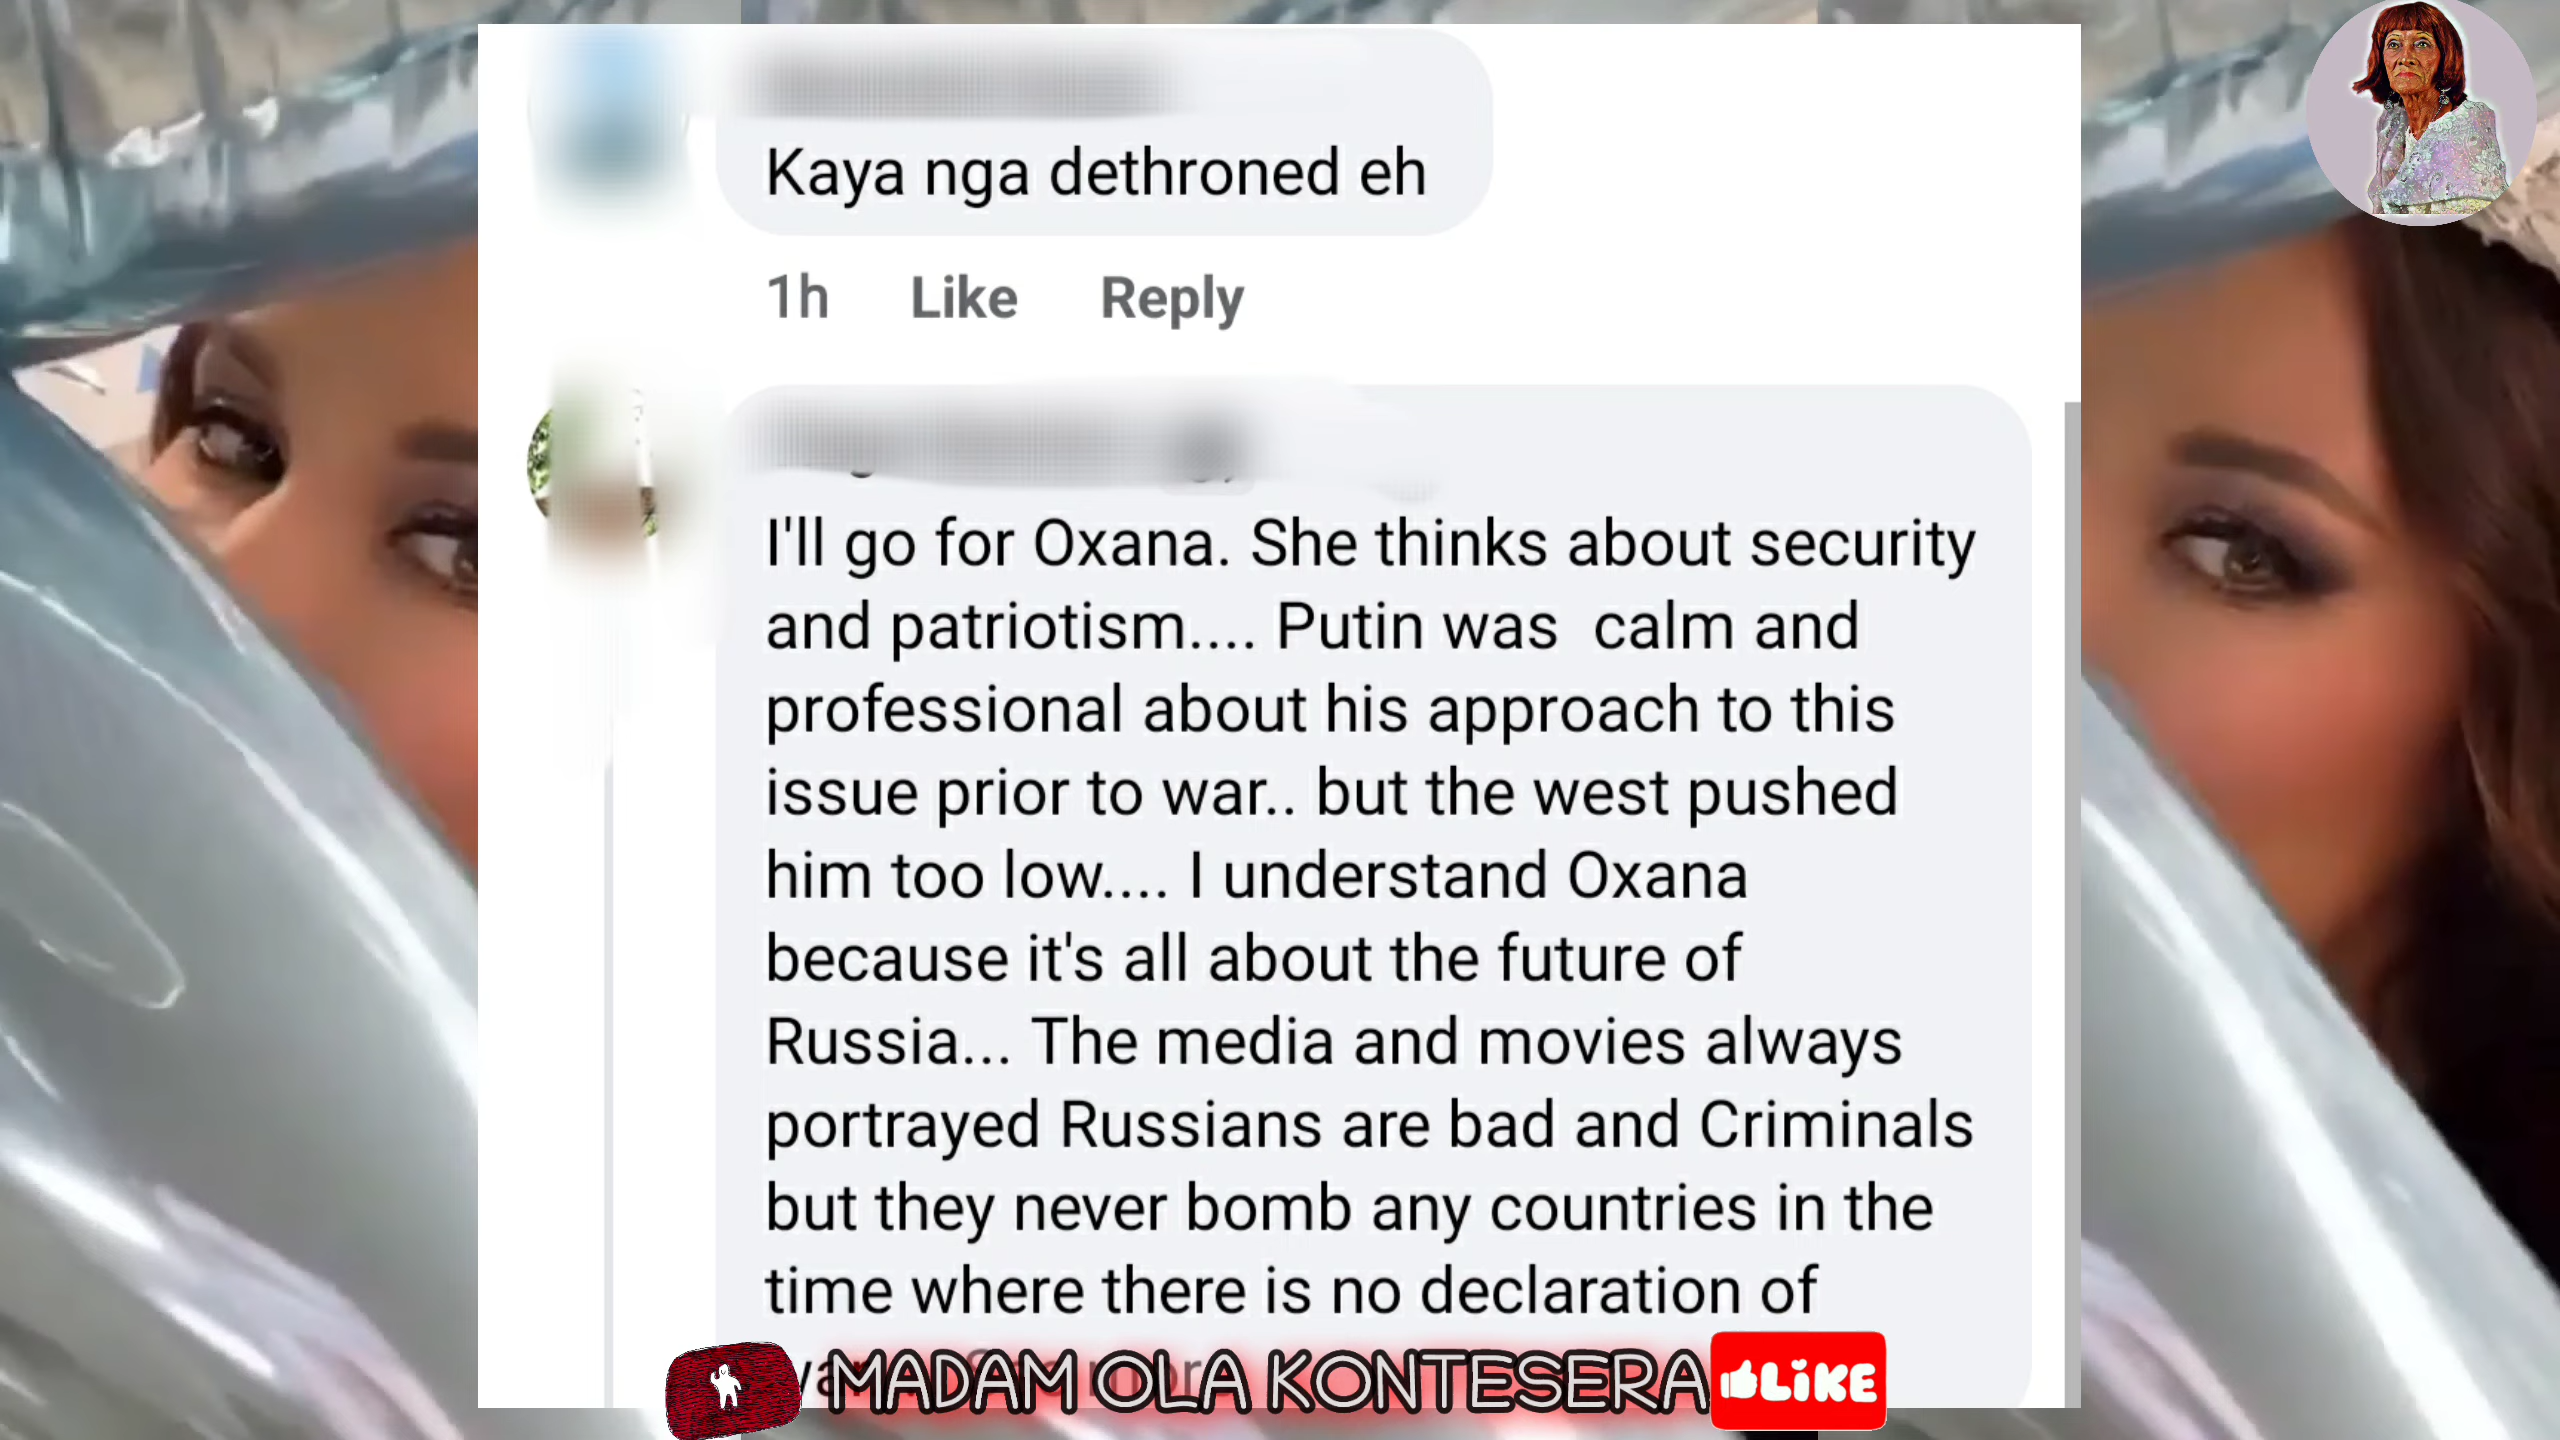 Kaya nga dethroned eh
1h Like Reply
I'll go for Oxana. She thinks about security
and patriotism.... Putin was calm and
professional about his approach to this
issue prior to war.. but the west pushed
him too low.... I understand Oxana
because it's all about the future of
Russia... The media and movies always
portrayed Russians are bad and Criminals
but they never bomb any countries in the
time where there is no declaration of
MADAM OLA KONTESERA LIKE